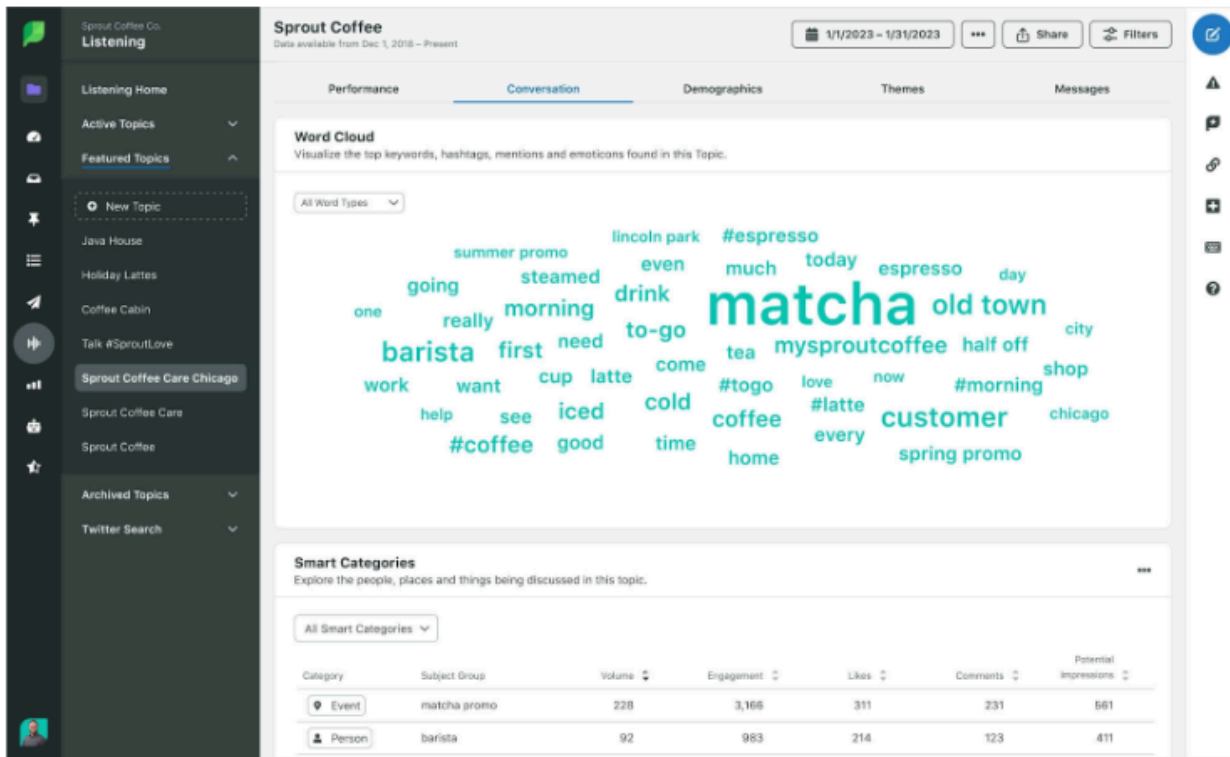 Sprout Coffee Co.
Listening
Listening Home
Active Topics
Featured Topics
New Topic
Java House
Holiday Lattes
Coffee Cabin
Talk #SproutLove
Sprout Coffee Care Chicago
Sprout Coffee Care
Sprout Coffee
Archived Topics
Twitter Search
Sprout Coffee
Data available from Dec 1, 2018 – Present
1/1/2023 – 1/31/2023
Share
Filters
Performance Conversation Demographics Themes Messages
Word Cloud
Visualize the top keywords, hashtags, mentions and emoticons found in this Topic.
All Word Types
lincoln park #espresso
summer promo even much today espresso day
going steamed drink matcha old town
one really morning to-go city
barista first need tea mysproutcoffee half off
work want cup latte come #togo love now #morning shop
help see iced cold coffee #latte customer chicago
#coffee good time home every spring promo
Smart Categories
Explore the people, places and things being discussed in this topic.
All Smart Categories
Category Subject Group Volume Engagement Likes Comments Potential Impressions
Event matcha promo 228 3,166 311 231 561
Person barista 92 983 214 123 411